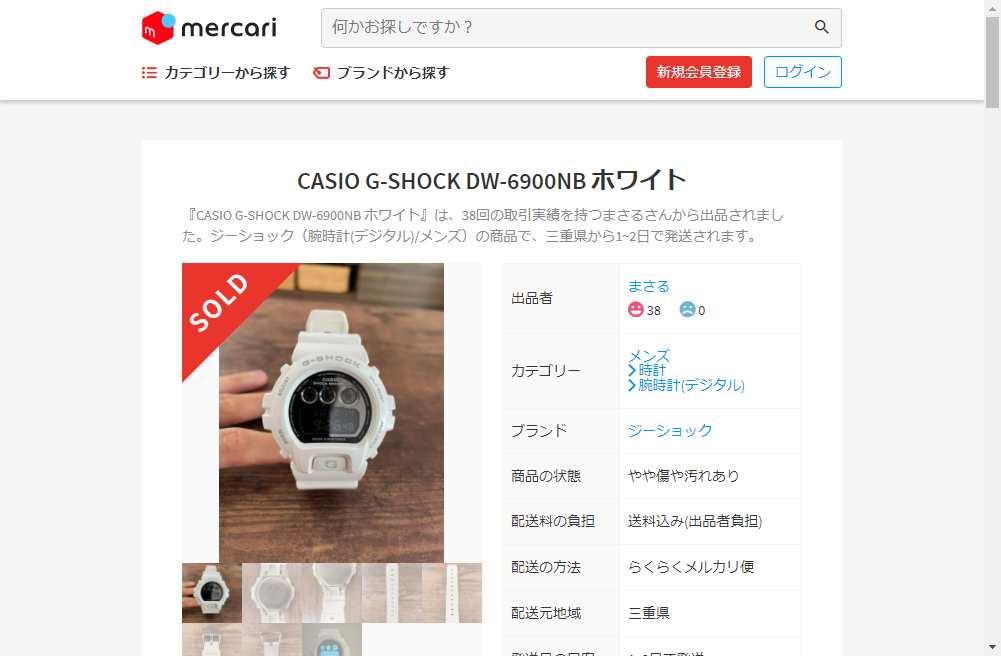 mercari
何かお探しですか？
カテゴリーから探す ブランドから探す 新規会員登録 ログイン
CASIO G-SHOCK DW-6900NB ホワイト
『CASIO G-SHOCK DW-6900NB ホワイト』は、38回の取引実績を持つまさるさんから出品されまし
た。ジーショック（腕時計(デジタル)/メンズ）の商品で、三重県から1~2日で発送されます。
SOLD
G-SHOCK
CASIO
G
出品者
まさる
38 0
カテゴリー
メンズ
時計
腕時計(デジタル)
ブランド ジーショック
商品の状態 やや傷や汚れあり
配送料の負担 送料込み(出品者負担)
配送の方法 らくらくメルカリ便
配送元地域 三重県